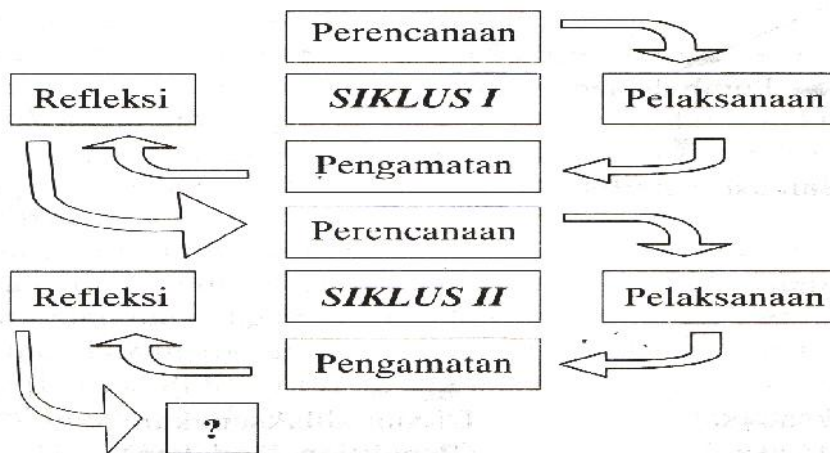 Perencanaan
Refleksi
SIKLUS I
Pelaksanaan
Pengamatan
Perencanaan
Refleksi
SIKLUS II
Pelaksanaan
Pengamatan
?